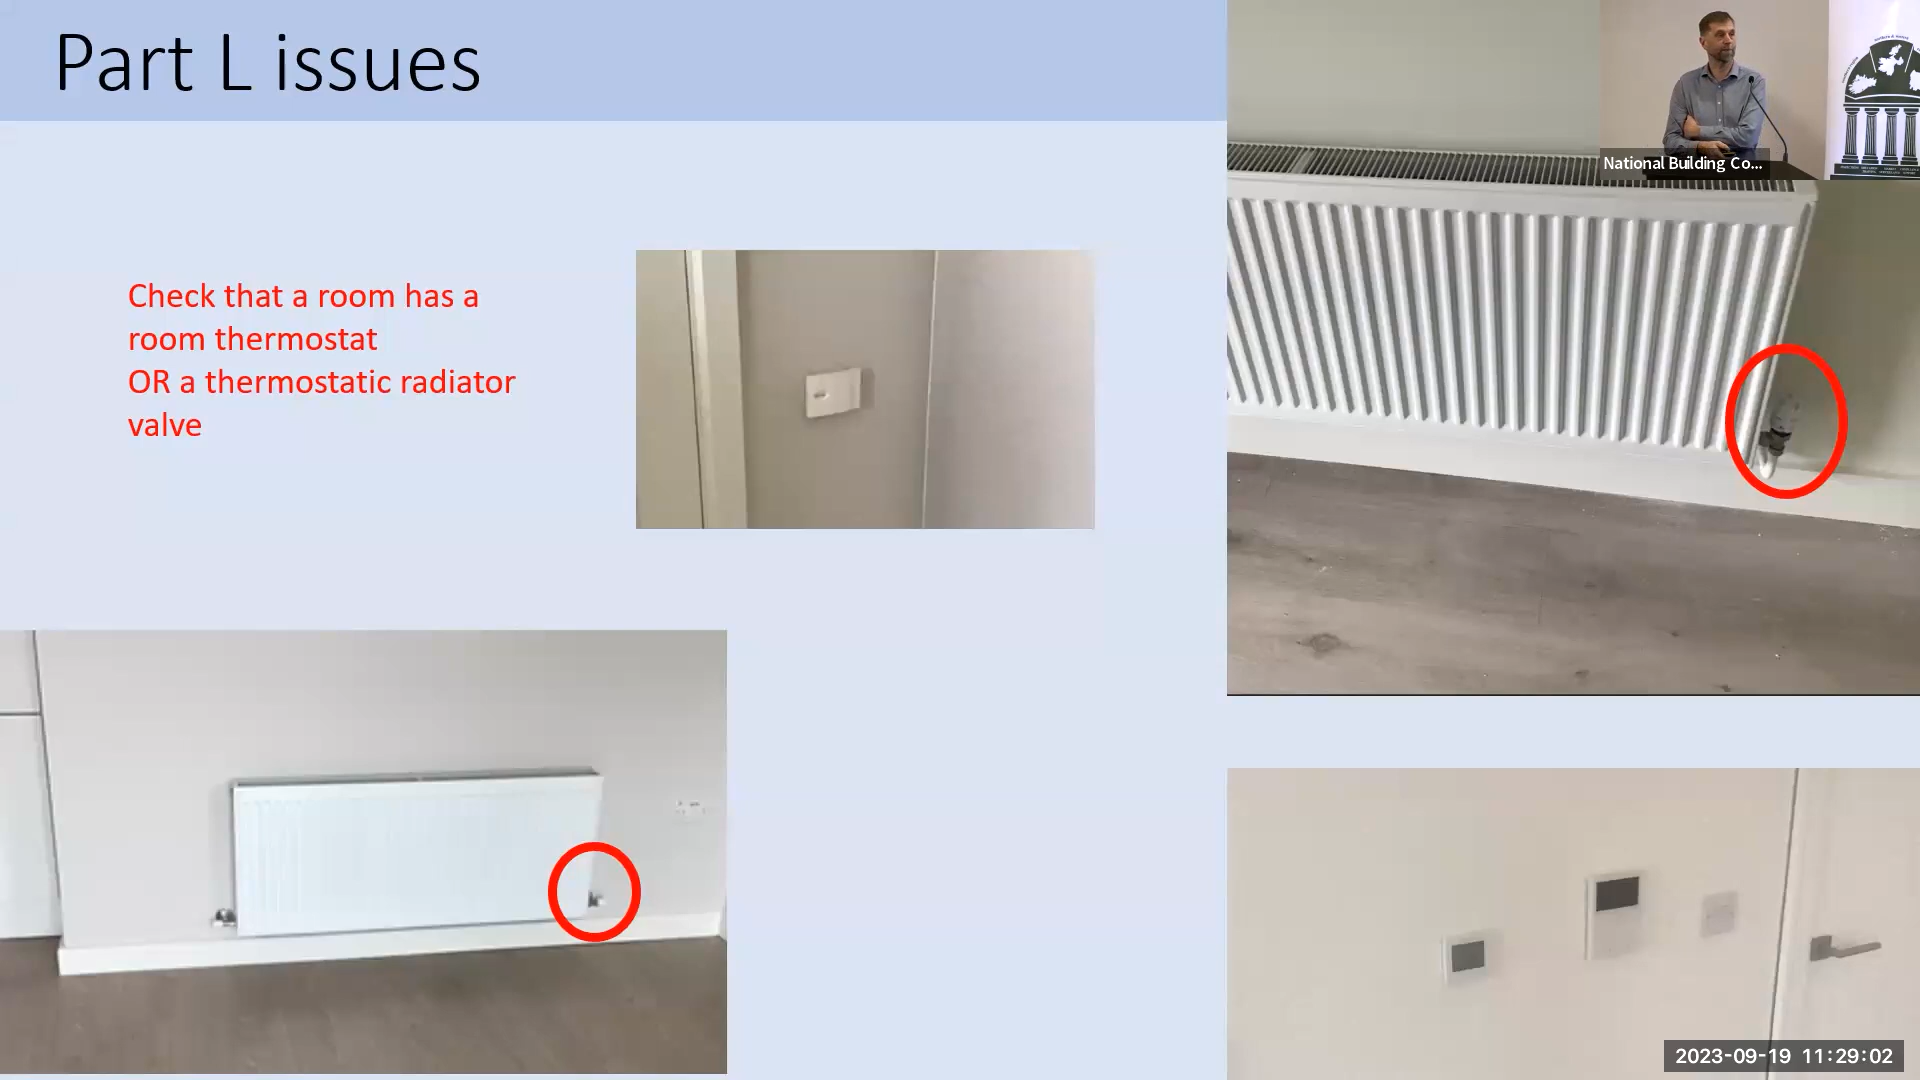 Part L issues
National Building Co...
Check that a room has a
room thermostat
OR a thermostatic radiator
valve
2023-09-19 11:29:02